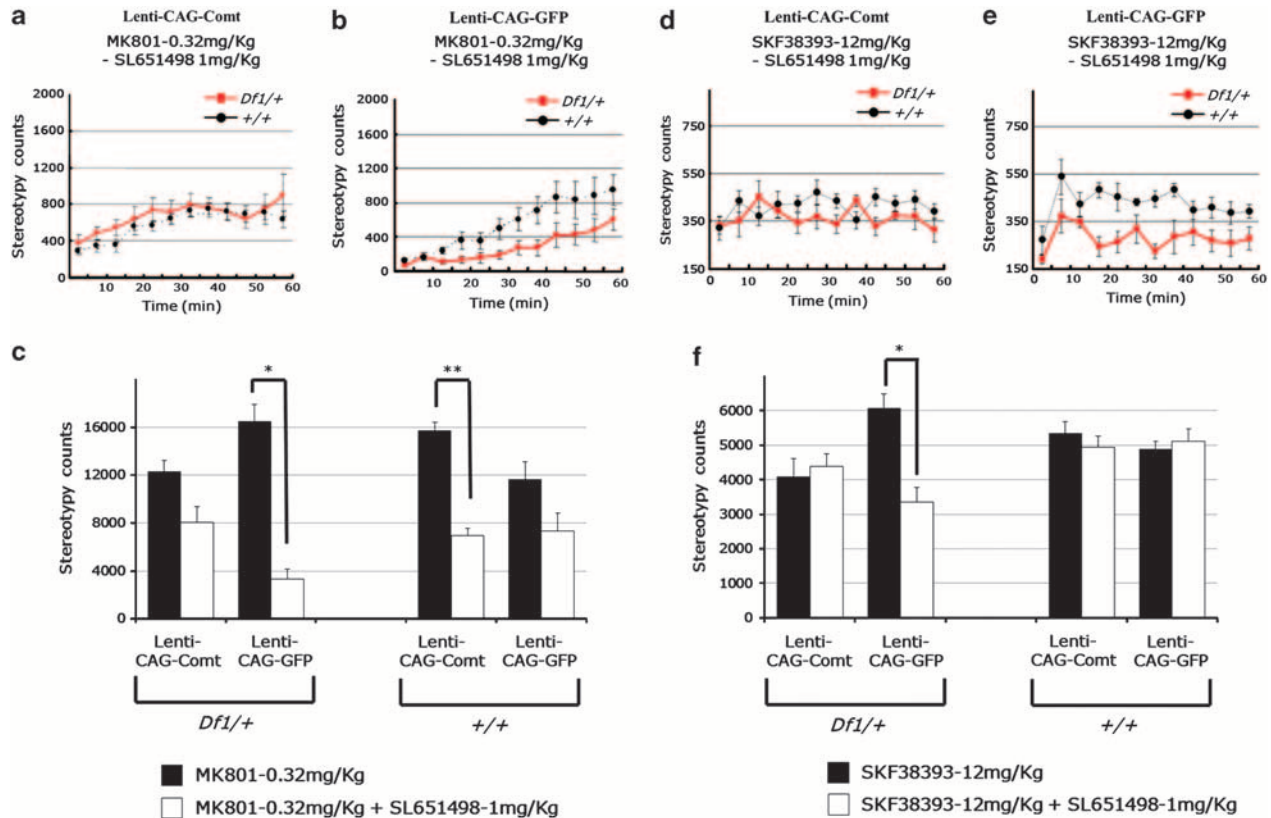 a
Lenti-CAG-Comt
MK801-0.32mg/Kg
- SL651498 1mg/Kg
Df1/+
+/+
Stereotypy counts
2000
1600
1200
800
400
0
10 20 30 40 50 60
Time (min)
b
Lenti-CAG-GFP
MK801-0.32mg/Kg
- SL651498 1mg/Kg
Df1/+
+/+
Stereotypy counts
2000
1600
1200
800
400
0
0 10 20 30 40 50 60
Time (min)
d
Lenti-CAG-Comt
SKF38393-12mg/Kg
- SL651498 1mg/Kg
Df1/+
+/+
Stereotypy counts
750
550
350
150
0 10 20 30 40 50 60
Time (min)
e
Lenti-CAG-GFP
SKF38393-12mg/Kg
- SL651498 1mg/Kg
Df1/+
+/+
Stereotypy counts
750
550
350
150
0 10 20 30 40 50 60
Time (min)
c
Stereotypy counts
16000
12000
8000
4000
0
*
**
Lenti-CAG-Comt
Lenti-CAG-GFP
Lenti-CAG-Comt
Lenti-CAG-GFP
Df1/+
+/+
MK801-0.32mg/Kg
MK801-0.32mg/Kg + SL651498-1mg/Kg
f
Stereotypy counts
6000
5000
4000
3000
2000
1000
0
*
Lenti-CAG-Comt
Lenti-CAG-GFP
Lenti-CAG-Comt
Lenti-CAG-GFP
Df1/+
+/+
SKF38393-12mg/Kg
SKF38393-12mg/Kg + SL651498-1mg/Kg